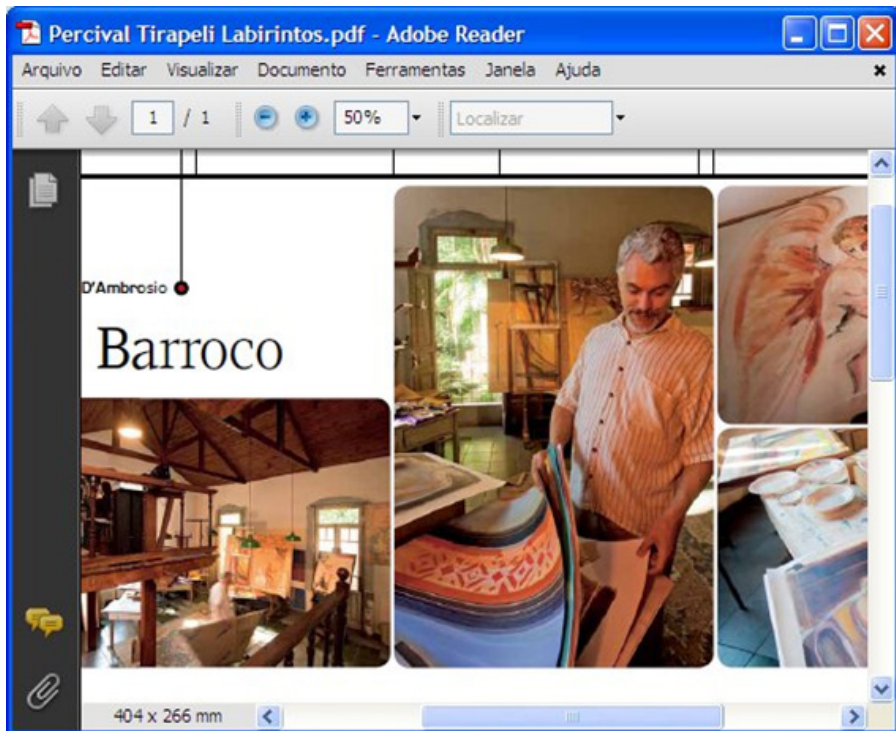 Percival Tirapeli Labirintos.pdf - Adobe Reader
Arquivo Editar Visualizar Documento Ferramentas Janela Ajuda
1 / 1 50% Localizar
D'Ambrosio
Barroco
404 x 266 mm